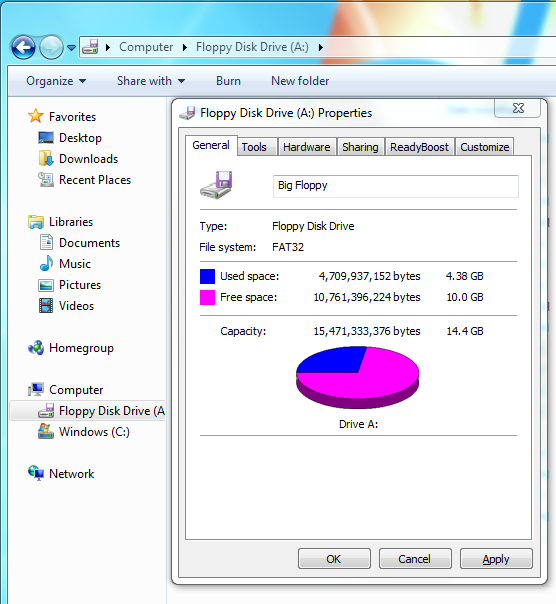 Computer Floppy Disk Drive (A:)
Organize Share with Burn New folder
Favorites
Desktop
Downloads
Recent Places
Libraries
Documents
Music
Pictures
Videos
Homegroup
Computer
Floppy Disk Drive (A
Windows (C:)
Network
Floppy Disk Drive (A:) Properties
General Tools Hardware Sharing ReadyBoost Customize
Big Floppy
Type: Floppy Disk Drive
File system: FAT32
Used space: 4,709,937,152 bytes 4.38 GB
Free space: 10,761,396,224 bytes 10.0 GB
Capacity: 15,471,333,376 bytes 14.4 GB
Drive A:
OK Cancel Apply